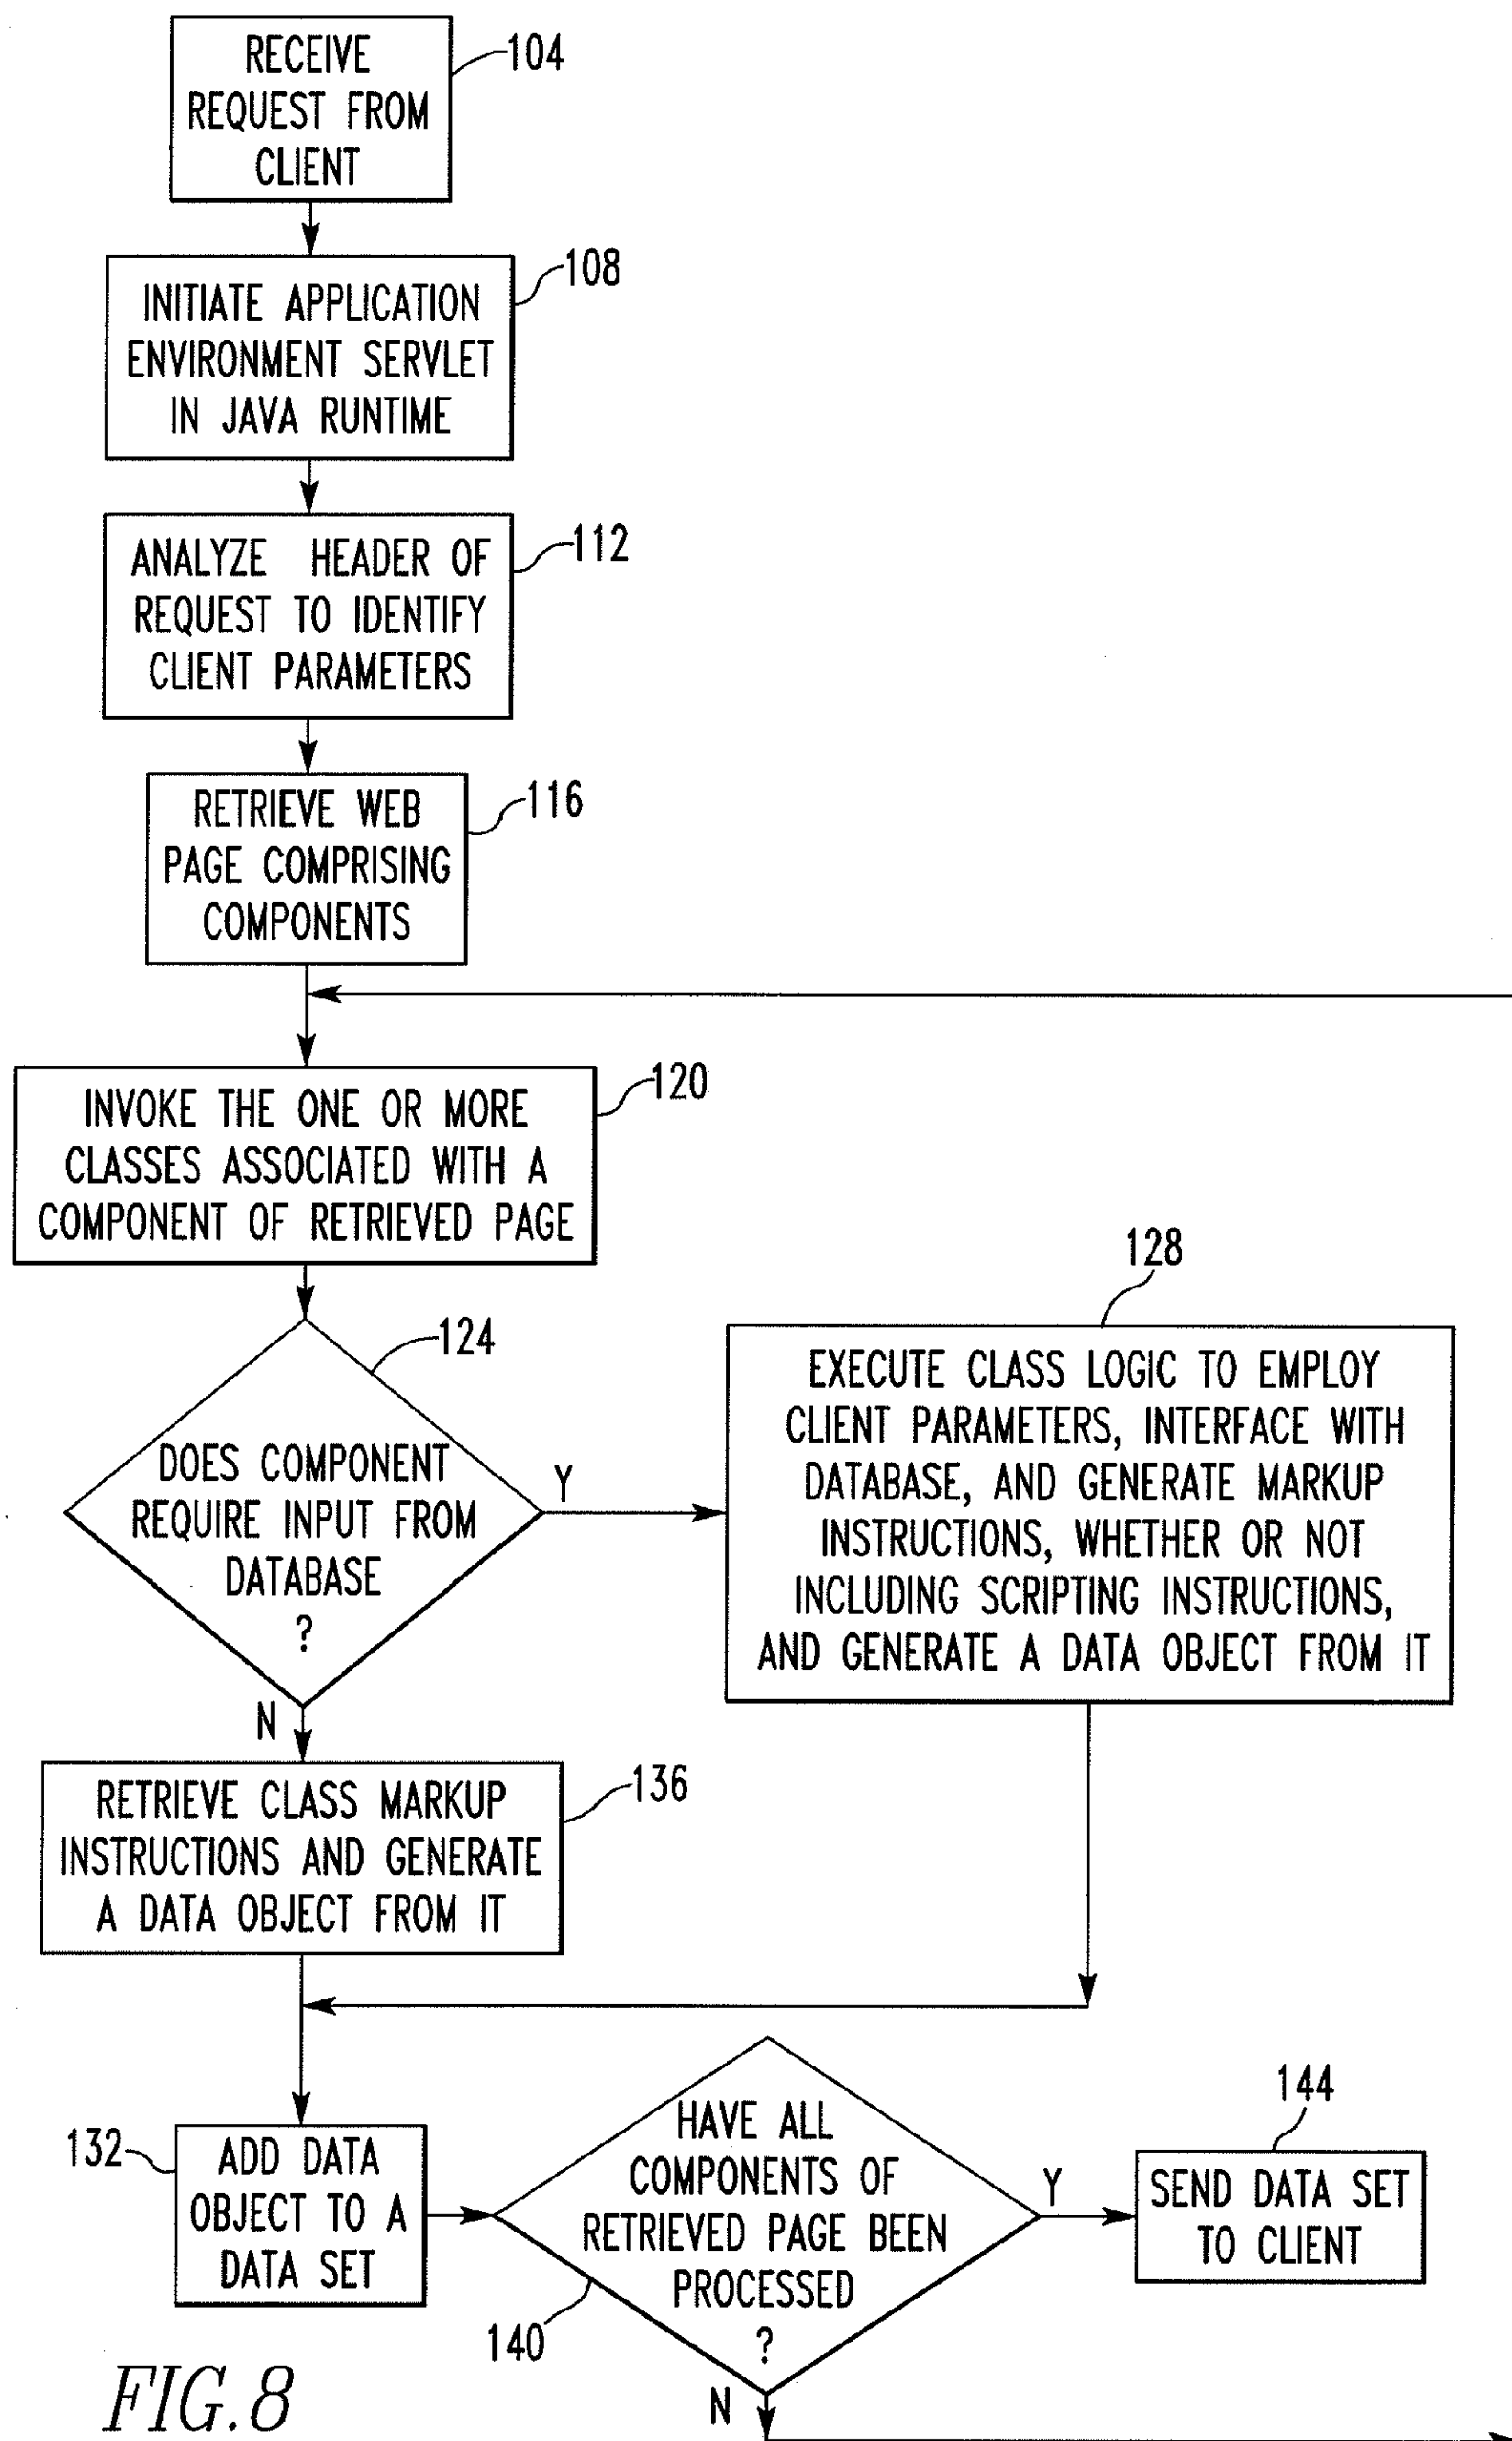 RECEIVE
REQUEST FROM
CLIENT
104
INITIATE APPLICATION
ENVIRONMENT SERVLET
IN JAVA RUNTIME
108
ANALYZE HEADER OF
REQUEST TO IDENTIFY
CLIENT PARAMETERS
112
RETRIEVE WEB
PAGE COMPRISING
COMPONENTS
116
INVOKE THE ONE OR MORE
CLASSES ASSOCIATED WITH A
COMPONENT OF RETRIEVED PAGE
120
124
DOES COMPONENT
REQUIRE INPUT FROM
DATABASE
?
Y
N
128
EXECUTE CLASS LOGIC TO EMPLOY
CLIENT PARAMETERS, INTERFACE WITH
DATABASE, AND GENERATE MARKUP
INSTRUCTIONS, WHETHER OR NOT
INCLUDING SCRIPTING INSTRUCTIONS,
AND GENERATE A DATA OBJECT FROM IT
RETRIEVE CLASS MARKUP
INSTRUCTIONS AND GENERATE
A DATA OBJECT FROM IT
136
132
ADD DATA
OBJECT TO A
DATA SET
HAVE ALL
COMPONENTS OF
RETRIEVED PAGE BEEN
PROCESSED
?
140
Y
N
144
SEND DATA SET
TO CLIENT
FIG.8